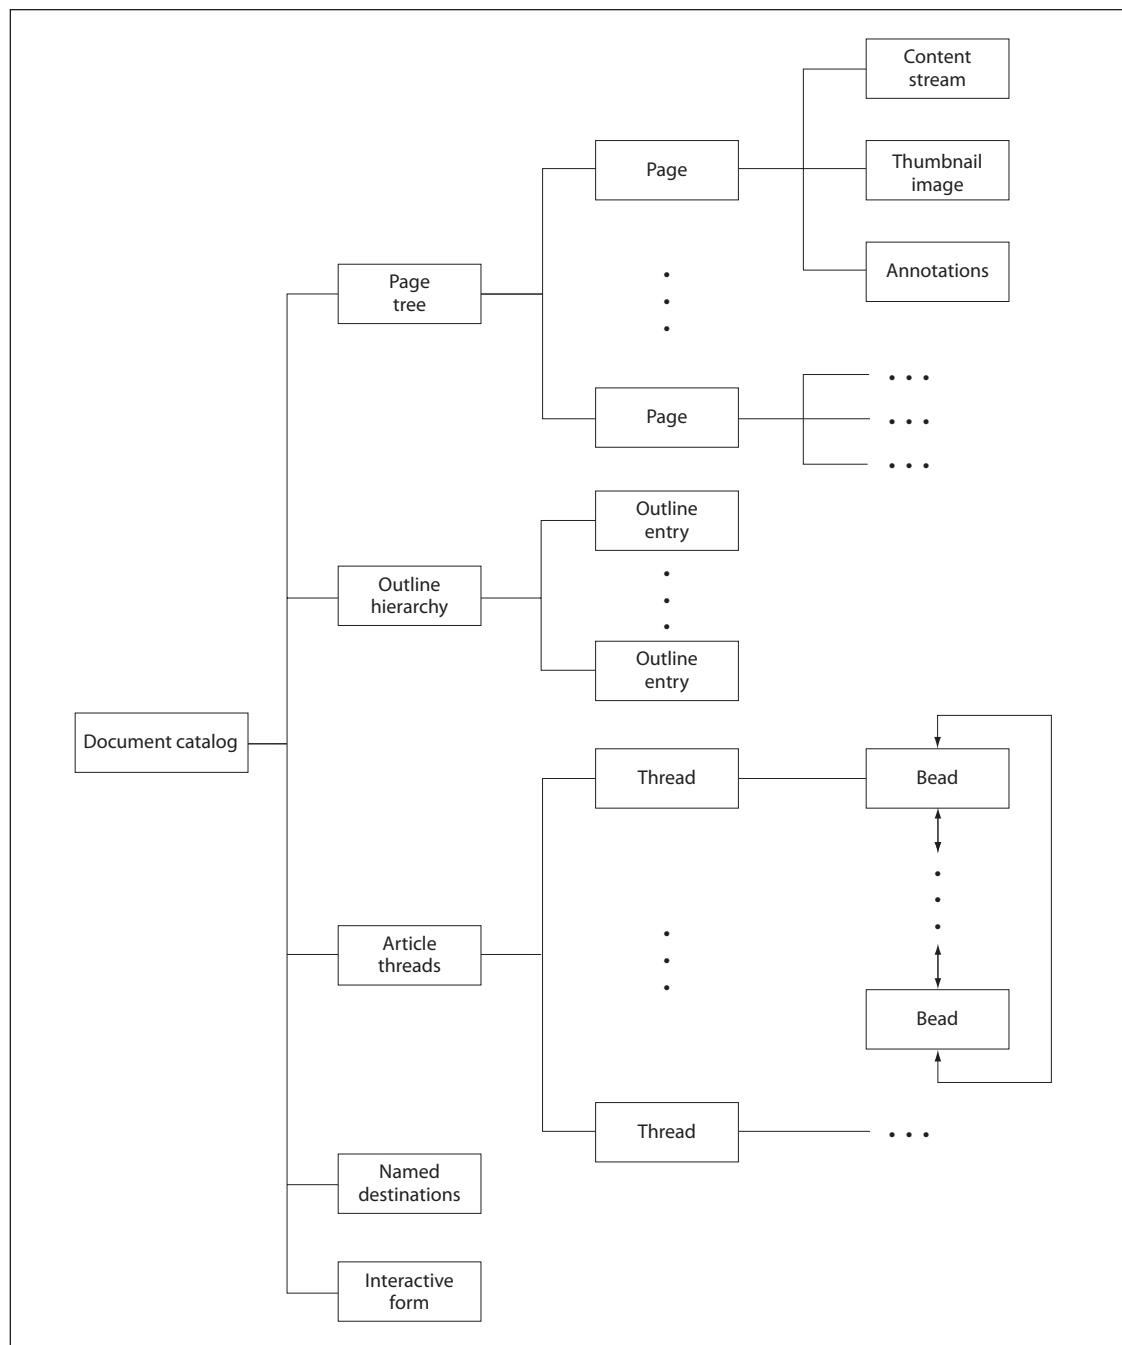 Content
stream
Page
Thumbnail
image
Annotations
Page
tree
Page
Outline
entry
Outline
hierarchy
Outline
entry
Document catalog
Thread
Bead
Article
threads
Bead
Thread
Named
destinations
Interactive
form